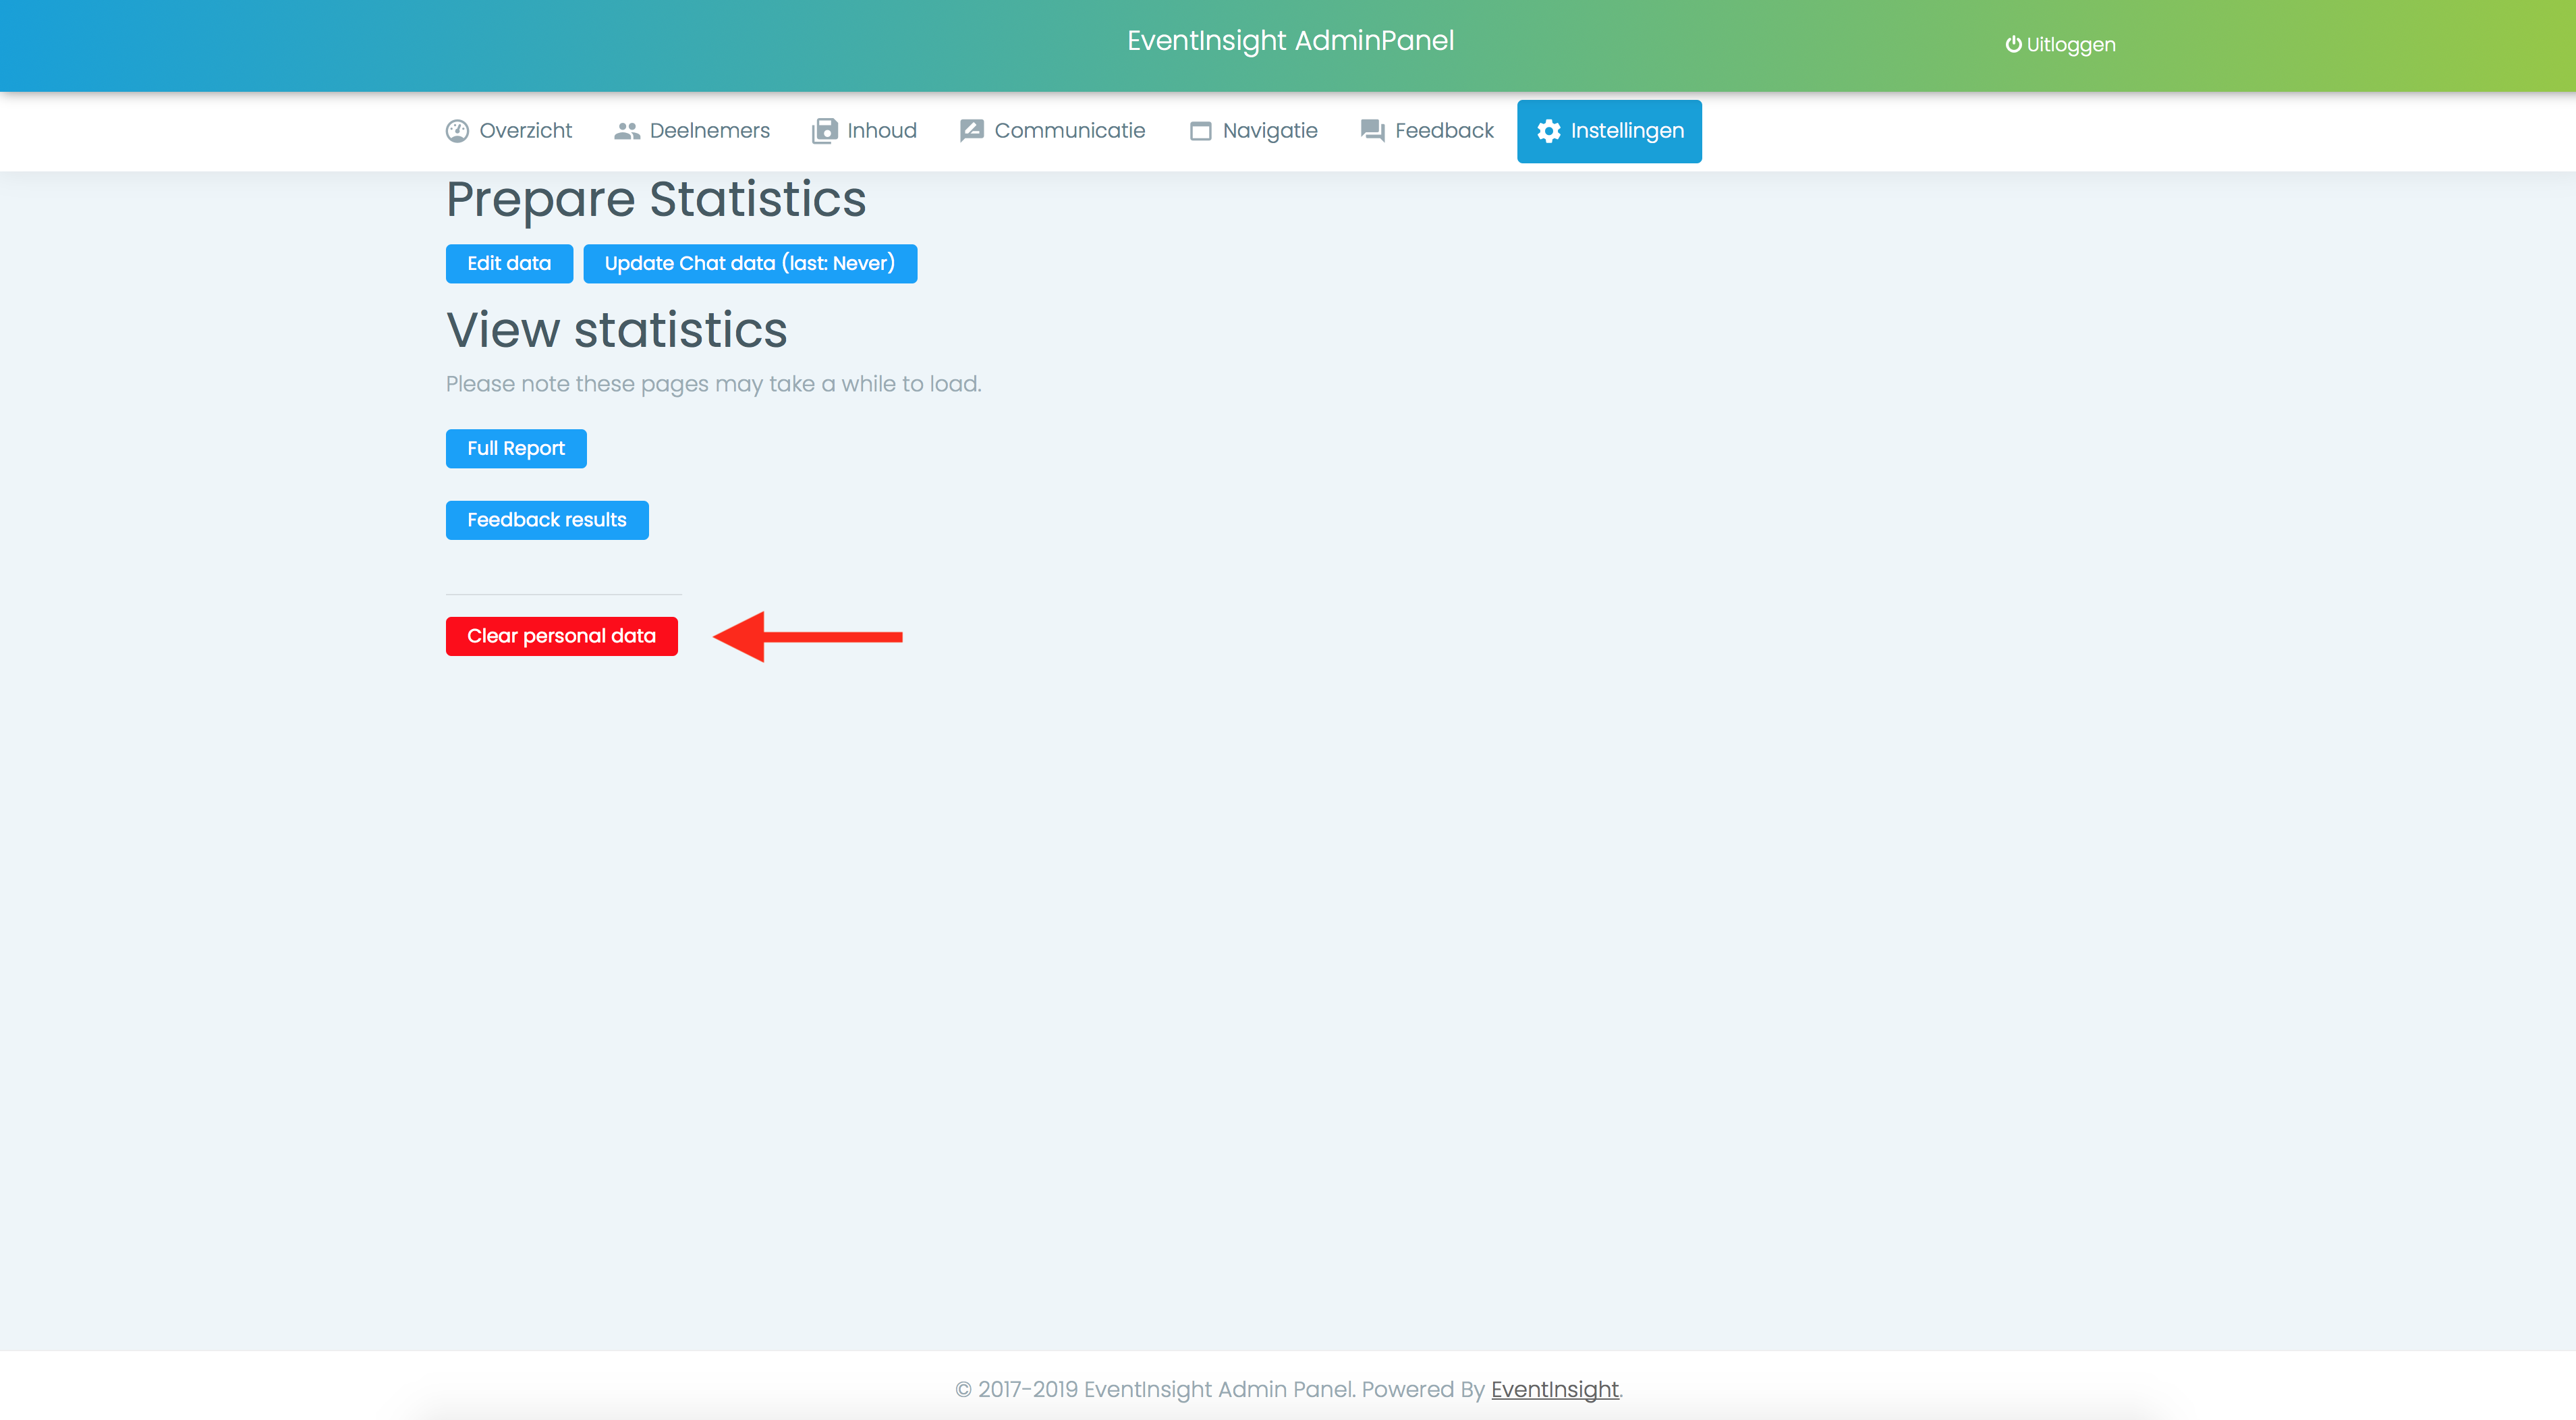 EventInsight AdminPanel
Uitloggen
Overzicht Deelnemers Inhoud Communicatie Navigatie Feedback Instellingen
Prepare Statistics
Edit data Update Chat data (last: Never)
View statistics
Please note these pages may take a while to load.
Full Report
Feedback results
Clear personal data
© 2017-2019 EventInsight Admin Panel. Powered By EventInsight.